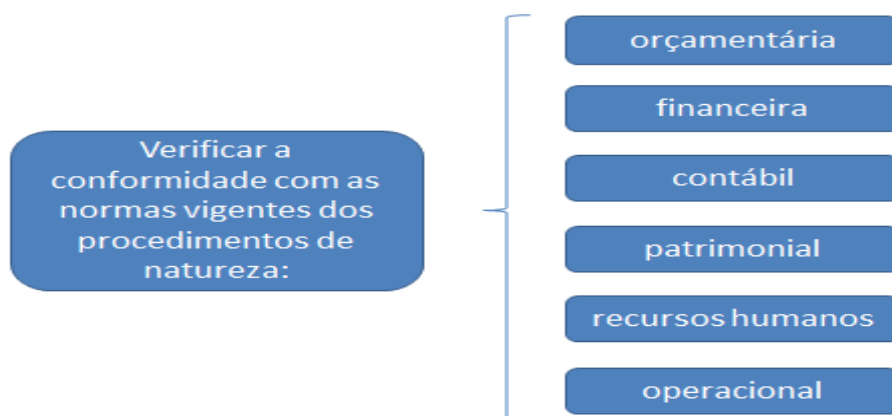 Verificar a
conformidade com as
normas vigentes dos
procedimentos de
natureza:
orçamentária
financeira
contábil
patrimonial
recursos humanos
operacional